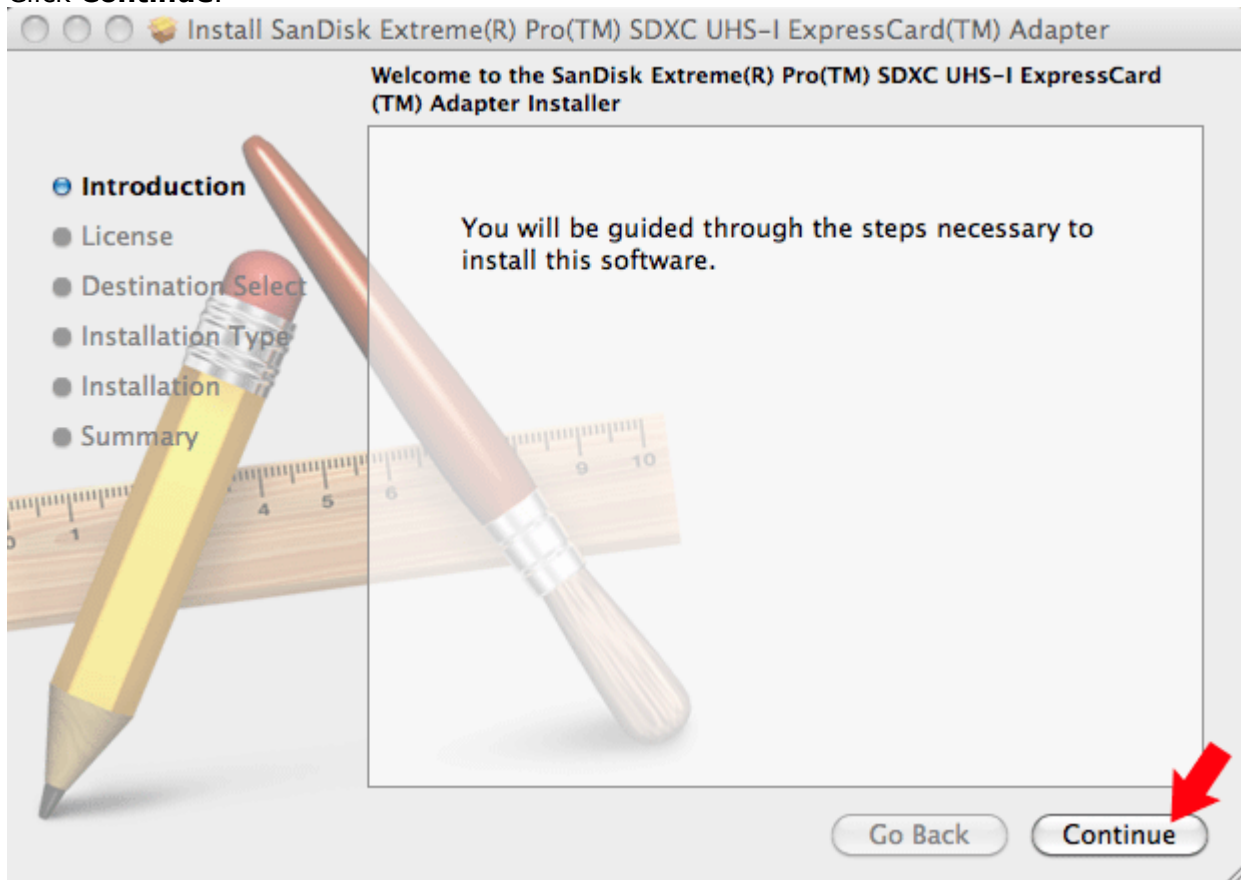 Click Continue.
Install SanDisk Extreme(R) Pro(TM) SDXC UHS-I ExpressCard(TM) Adapter
Welcome to the SanDisk Extreme(R) Pro(TM) SDXC UHS-I ExpressCard
(TM) Adapter Installer
Introduction
License
Destination Select
Installation Type
Installation
Summary
You will be guided through the steps necessary to
install this software.
1 4 5 6 9 10
Go Back
Continue